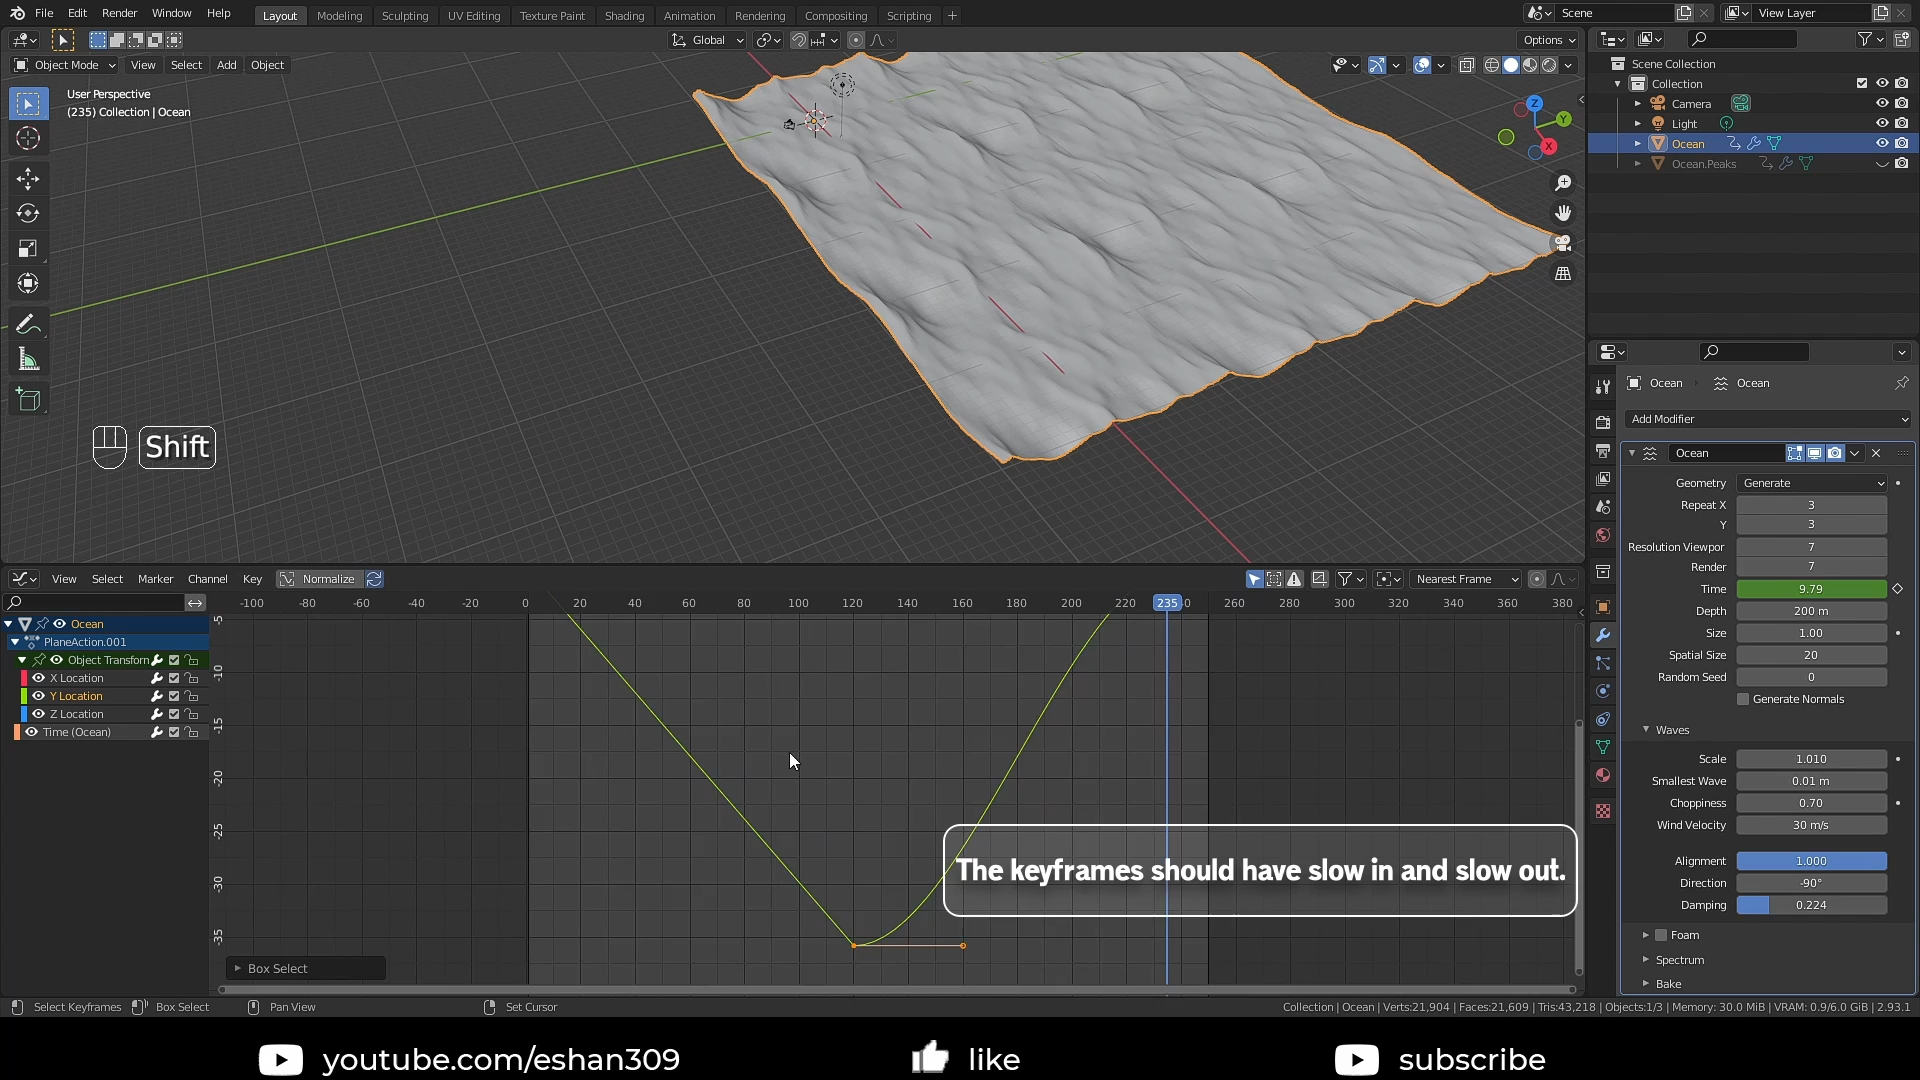 File Edit Render Window Help Layout Modeling Sculpting UV Editing Texture Paint Shading Animation Rendering Compositing Scripting + Scene View Layer
Global Options
Object Mode View Select Add Object
User Perspective
(235) Collection | Ocean
Z
Y
X
Shift
Scene Collection
Collection
Camera
Light
Ocean
Ocean.Peaks
Ocean Ocean
Add Modifier
Ocean
Geometry Generate
Repeat X 3
Y 3
Resolution Viewpor 7
Render 7
Time 9.79
Depth 200 m
Size 1.00
Spatial Size 20
Random Seed 0
Generate Normals
Waves
Scale 1.010
Smallest Wave 0.01 m
Choppiness 0.70
Wind Velocity 30 m/s
Alignment 1.000
Direction -90°
Damping 0.224
Foam
Spectrum
Bake
View Select Marker Channel Key Normalize Nearest Frame
-100 -80 -60 -40 -20 0 20 40 60 80 100 120 140 160 180 200 220 235 260 280 300 320 340 360 380
Ocean
PlaneAction.001
Object Transforn
X Location
Y Location
Z Location
Time (Ocean)
-5
-10
-15
-20
-25
-30
-35
The keyframes should have slow in and slow out.
Box Select
Select Keyframes Box Select Pan View Set Cursor
Collection | Ocean | Verts:21,904 | Faces:21,609 | Tris:43,218 | Objects:1/3 | Memory: 30.0 MiB | VRAM: 0.9/6.0 GiB | 2.93.1
youtube.com/eshan309 like subscribe